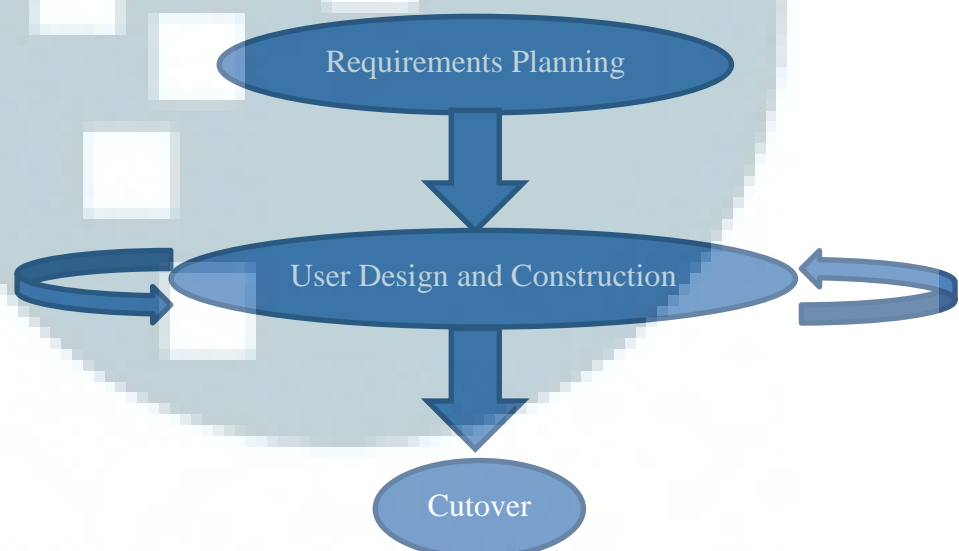 Requirements Planning
User Design and Construction
Cutover